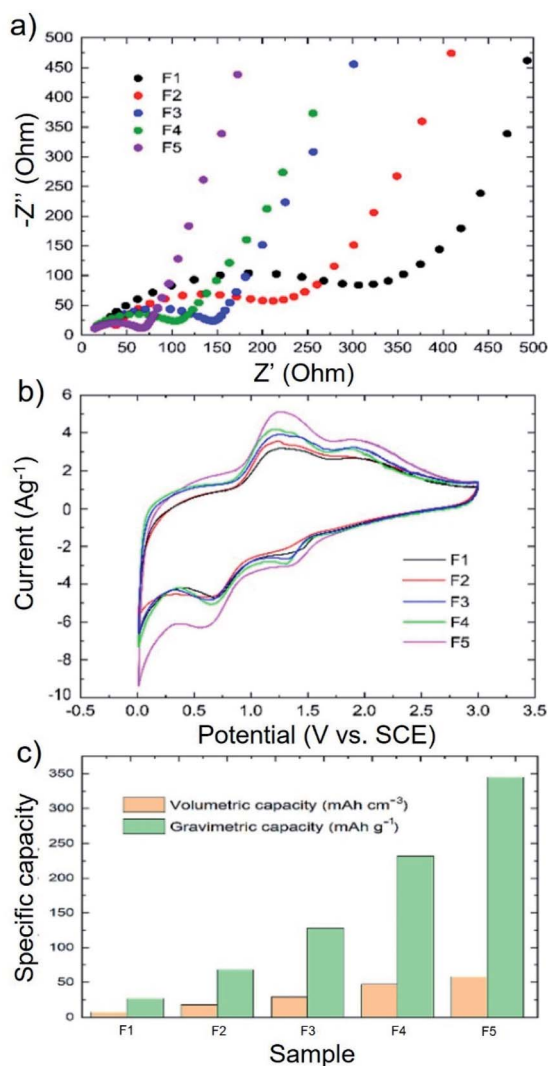 a)
500
450
400
350
300
250
200
150
100
50
0
-Z" (Ohm)
F1
F2
F3
F4
F5
0 50 100 150 200 250 300 350 400 450 500
Z' (Ohm)
b)
6
4
2
0
-2
-4
-6
-8
-10
Current (Ag⁻¹)
F1
F2
F3
F4
F5
-0.5 0.0 0.5 1.0 1.5 2.0 2.5 3.0 3.5
Potential (V vs. SCE)
c)
350
300
250
200
150
100
50
0
Specific capacity
Volumetric capacity (mAh cm⁻³)
Gravimetric capacity (mAh g⁻¹)
F1 F2 F3 F4 F5
Sample